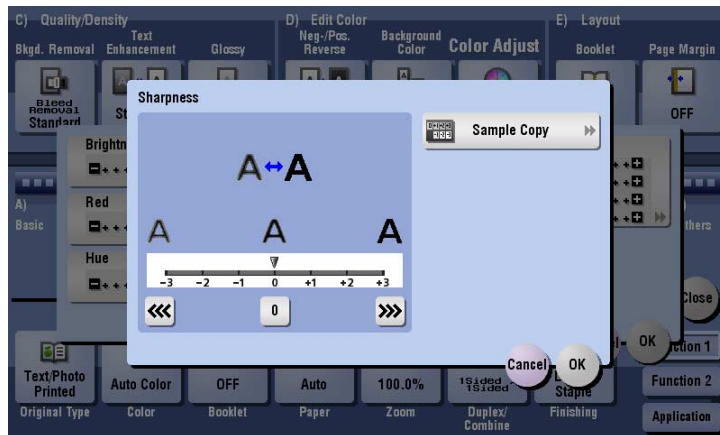 C) Quality/Density
D) Edit Color
E) Layout
Bkgd. Removal
Text
Enhancement
Glossy
Neg-/Pos.
Reverse
Background
Color
Color Adjust
Booklet
Page Margin
Bleed
Removal
Standard
St
OFF
Sharpness
Sample Copy
Brightn
A↔A
A)
Basic
Red
thers
A A A
Hue
-3 -2 -1 0 +1 +2 +3
0
Close
Cancel
OK
OK
ction 1
Text/Photo
Printed
Auto Color
OFF
Auto
100.0%
1Sided
1Sided
Staple
Function 2
Original Type
Color
Booklet
Paper
Zoom
Duplex/
Combine
Finishing
Application